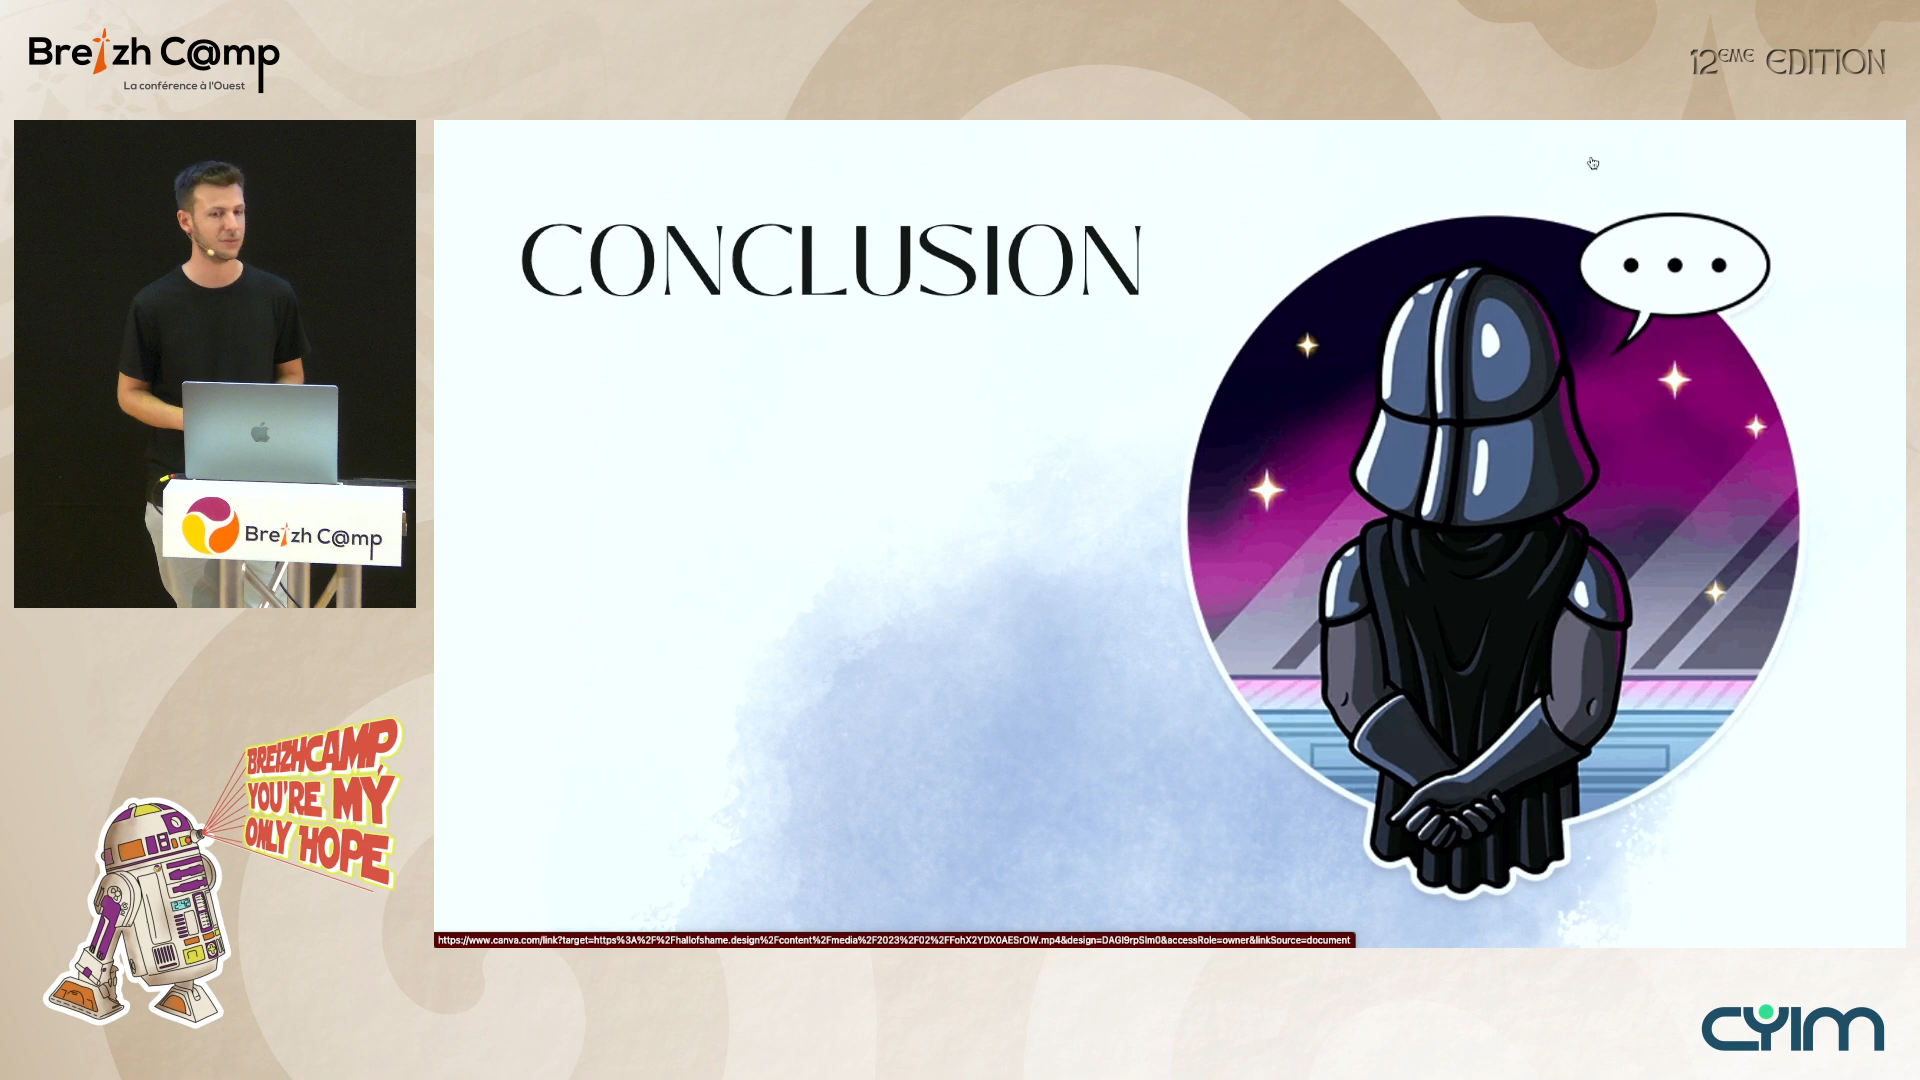 Breizh C@mp
La conférence à l'Ouest
12EME EDITION
CONCLUSION
Breizh C@mp
BREIZHCAMP,
YOU'RE MY
ONLY HOPE
https://www.canva.com/link?target=https%3A%2F%2Fhallofshame.design%2Fcontent%2Fmedia%2F2023%2F02%2FFohX2YDX0AESrOW.mp4&design=DAGI9rpSlm0&accessRole=owner&linkSource=document
CYIM